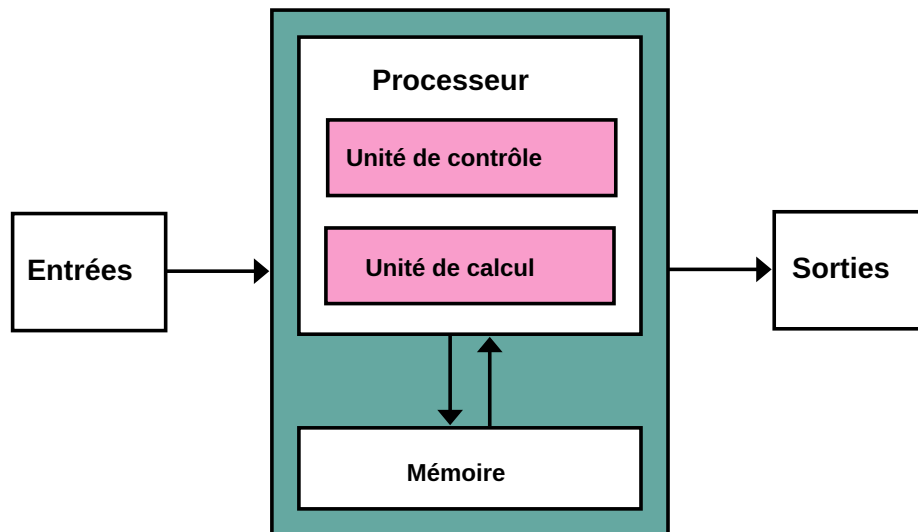 Processeur
Unité de contrôle
Unité de calcul
Entrées
Sorties
Mémoire